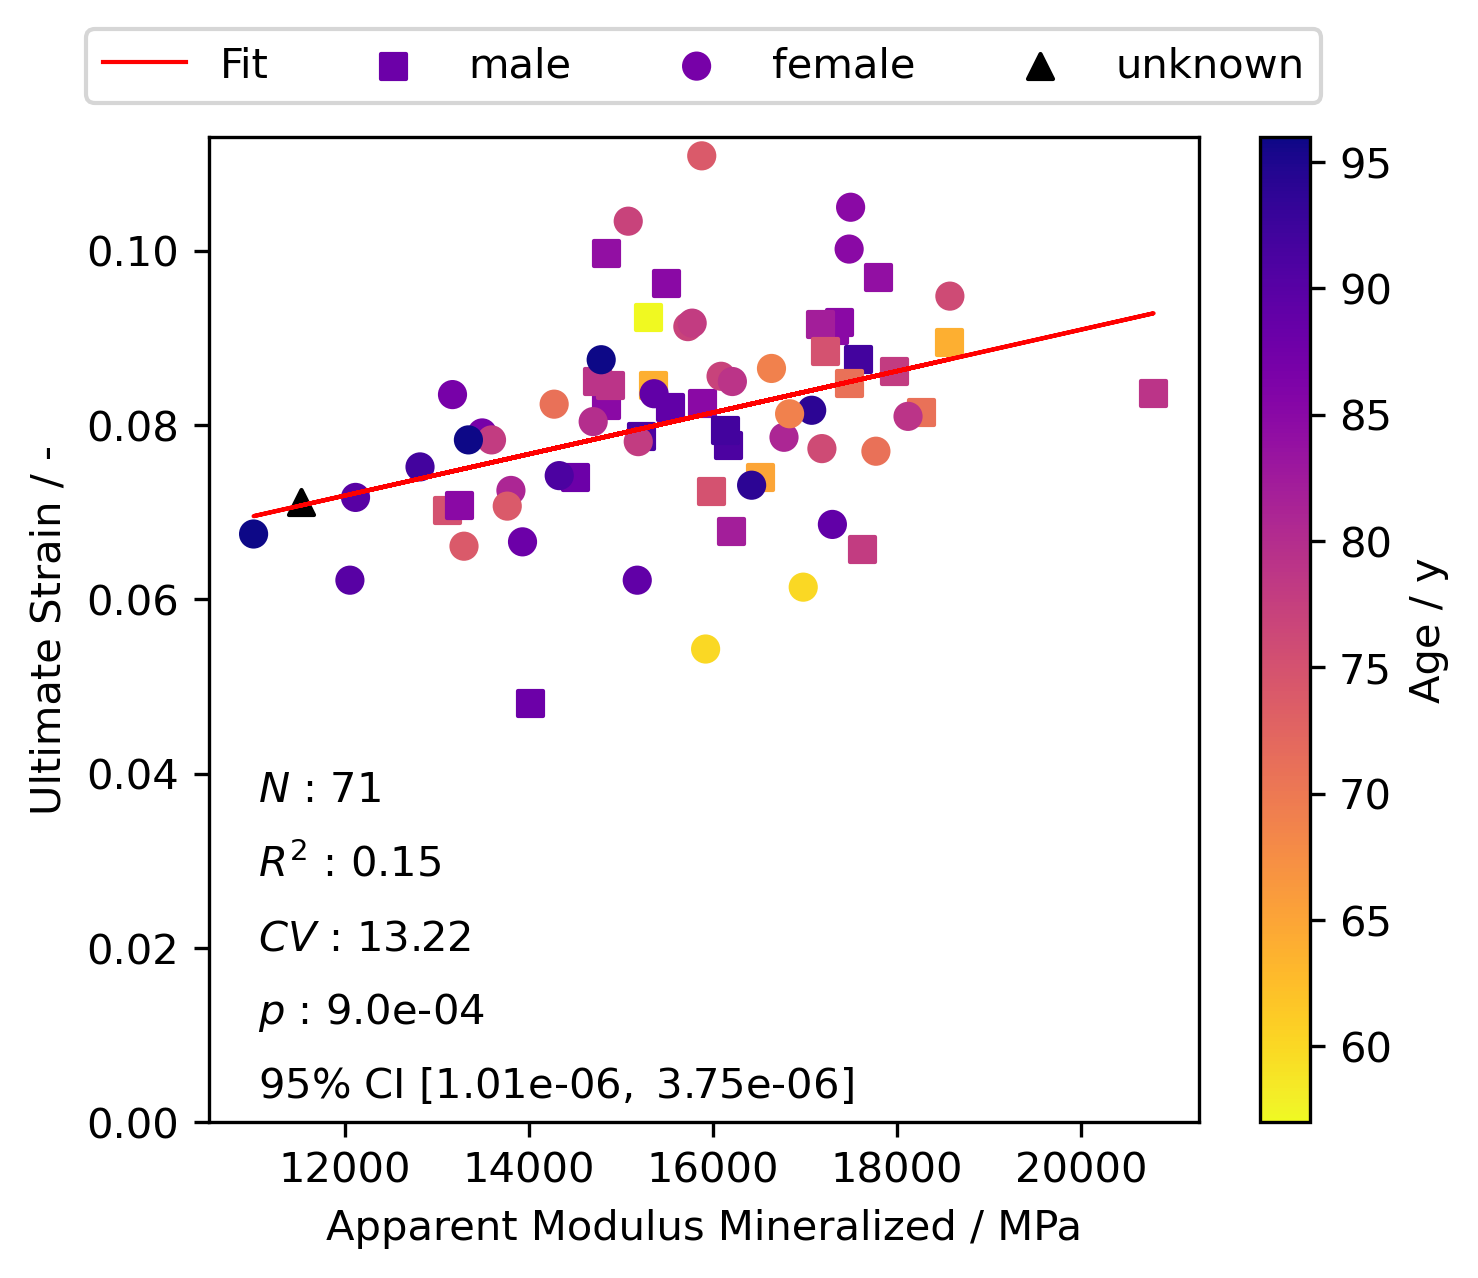 Fit male female unknown
0.10
0.08
0.06
0.04
0.02
0.00
Ultimate Strain / -
N : 71
R² : 0.15
CV : 13.22
p : 9.0e-04
95% CI [1.01e-06, 3.75e-06]
12000 14000 16000 18000 20000
Apparent Modulus Mineralized / MPa
95
90
85
80
75
70
65
60
Age / y